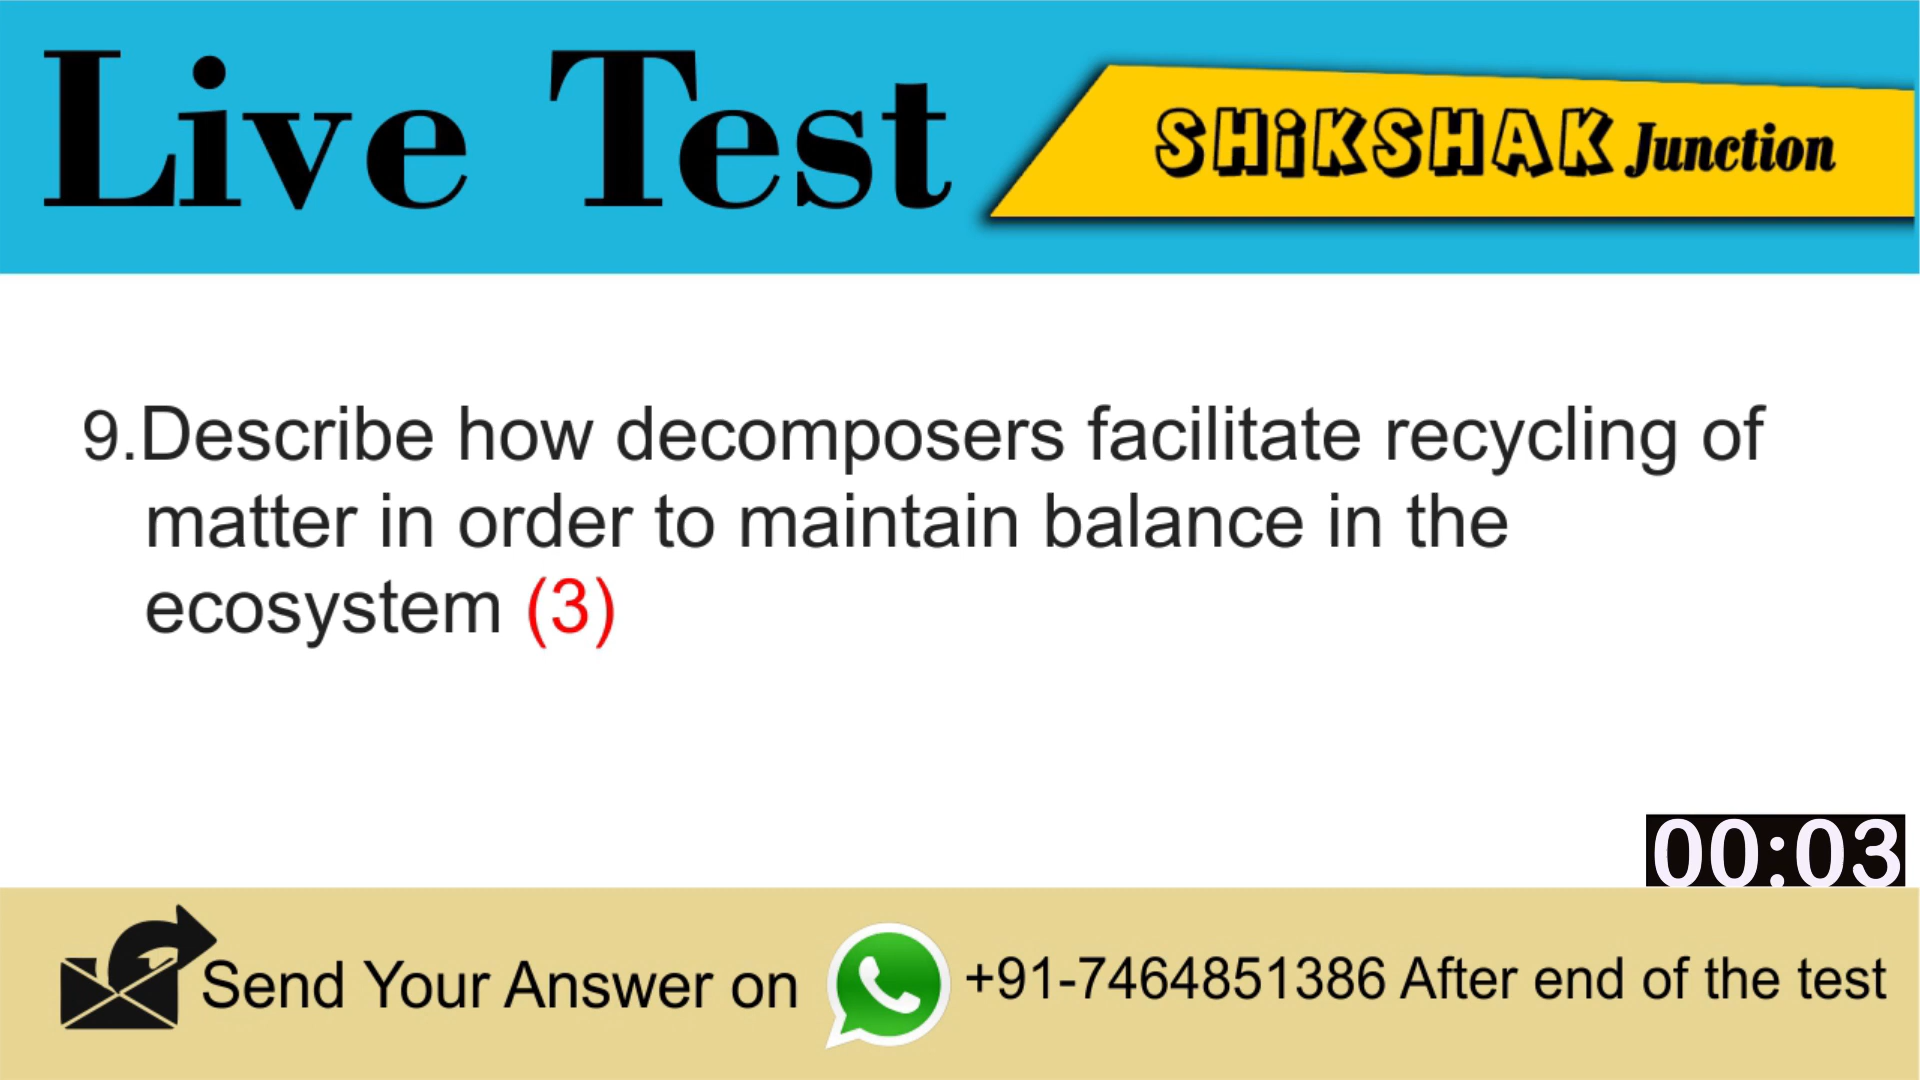 Live Test
SHiKSHAK Junction
9.Describe how decomposers facilitate recycling of
matter in order to maintain balance in the
ecosystem (3)
00:03
Send Your Answer on +91-7464851386 After end of the test